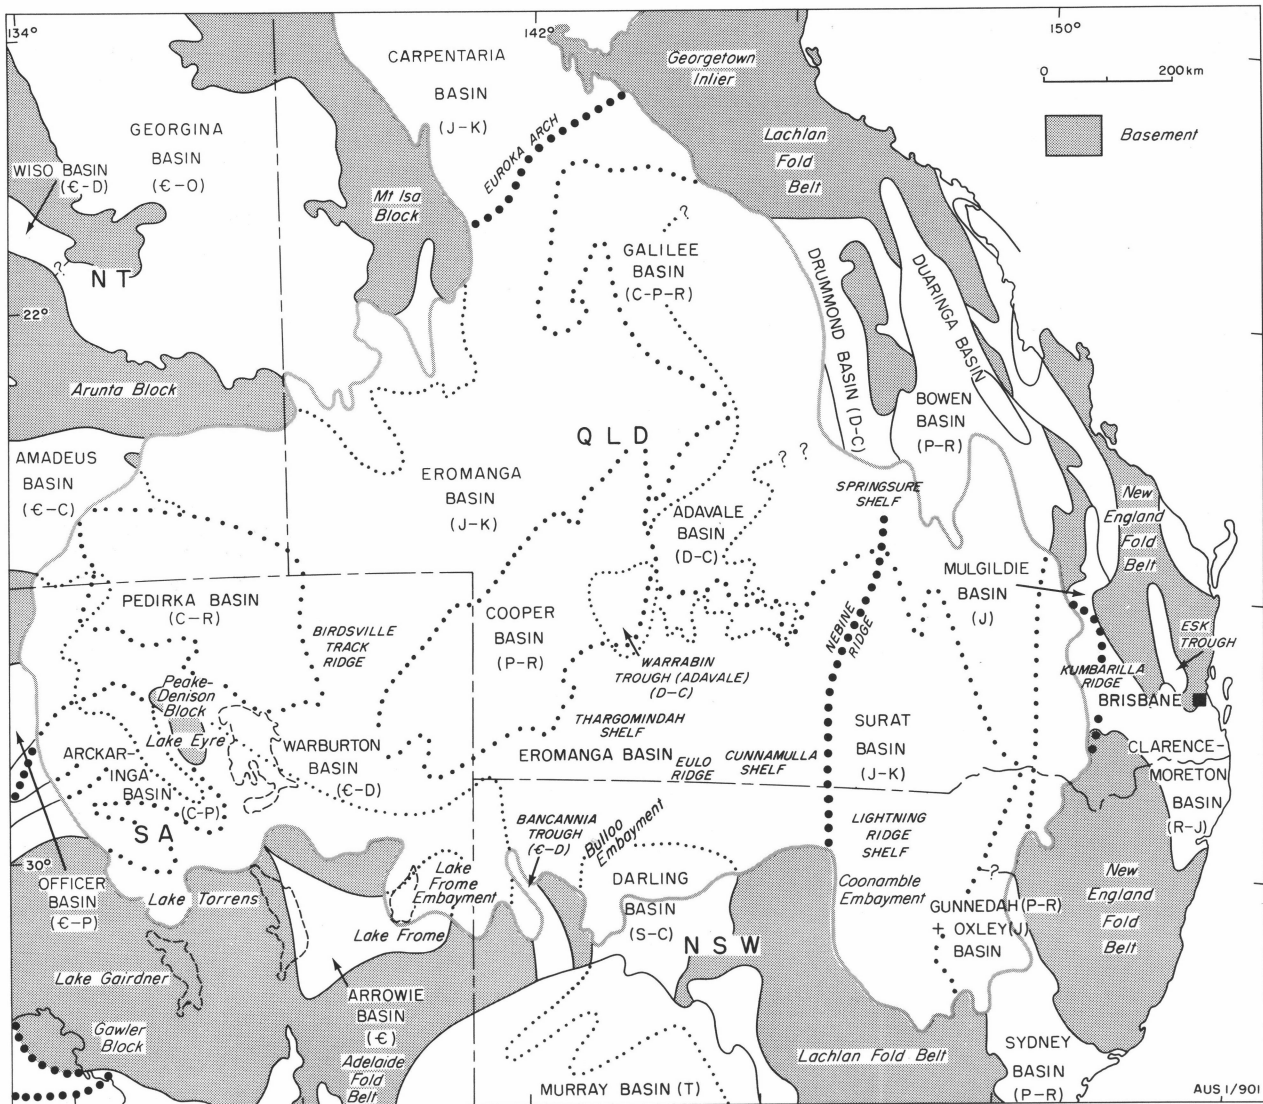 134°
142°
150°
0 200km
Basement
CARPENTARIA
BASIN
(J–K)
Georgetown
Inlier
GEORGINA
BASIN
(Є–O)
WISO BASIN
(Є–D)
EUROKA ARCH
Lachlan
Fold
Belt
Mt Isa
Block
?
NT
?
GALILEE
BASIN
(C–P–R)
DRUMMOND BASIN (D–C)
DUARINGA BASIN
22°
Arunta Block
BOWEN
BASIN
(P–R)
QLD
AMADEUS
BASIN
(Є–C)
EROMANGA
BASIN
(J–K)
? ?
SPRINGSURE
SHELF
ADAVALE
BASIN
(D–C)
New
England
Fold
Belt
MULGILDIE
BASIN
(J)
PEDIRKA BASIN
(C–R)
BIRDSVILLE
TRACK
RIDGE
COOPER
BASIN
(P–R)
NEBINE
RIDGE
ESK
TROUGH
WARRABIN
TROUGH (ADAVALE)
(D–C)
KUMBARILLA
RIDGE
BRISBANE
Peake–
Denison
Block
Lake Eyre
THARGOMINDAH
SHELF
ARCKAR–
INGA
BASIN
(C–P)
WARBURTON
BASIN
(Є–D)
EROMANGA BASIN
EULO
RIDGE
CUNNAMULLA
SHELF
SURAT
BASIN
(J–K)
CLARENCE–
MORETON
BASIN
(R–J)
SA
BANCANNIA
TROUGH
(Є–D)
Bulloo
Embayment
LIGHTNING
RIDGE
SHELF
30°
OFFICER
BASIN
(Є–P)
Lake Torrens
Lake
Frome
Embayment
DARLING
BASIN
(S–C)
Coonamble
Embayment
?
GUNNEDAH (P–R)
+ OXLEY (J)
BASIN
New
England
Fold
Belt
Lake Frome
NSW
Lake Gairdner
ARROWIE
BASIN
(Є)
Gawler
Block
Adelaide
Fold
Belt
Lachlan Fold Belt
SYDNEY
BASIN
(P–R)
MURRAY BASIN (T)
AUS 1/901